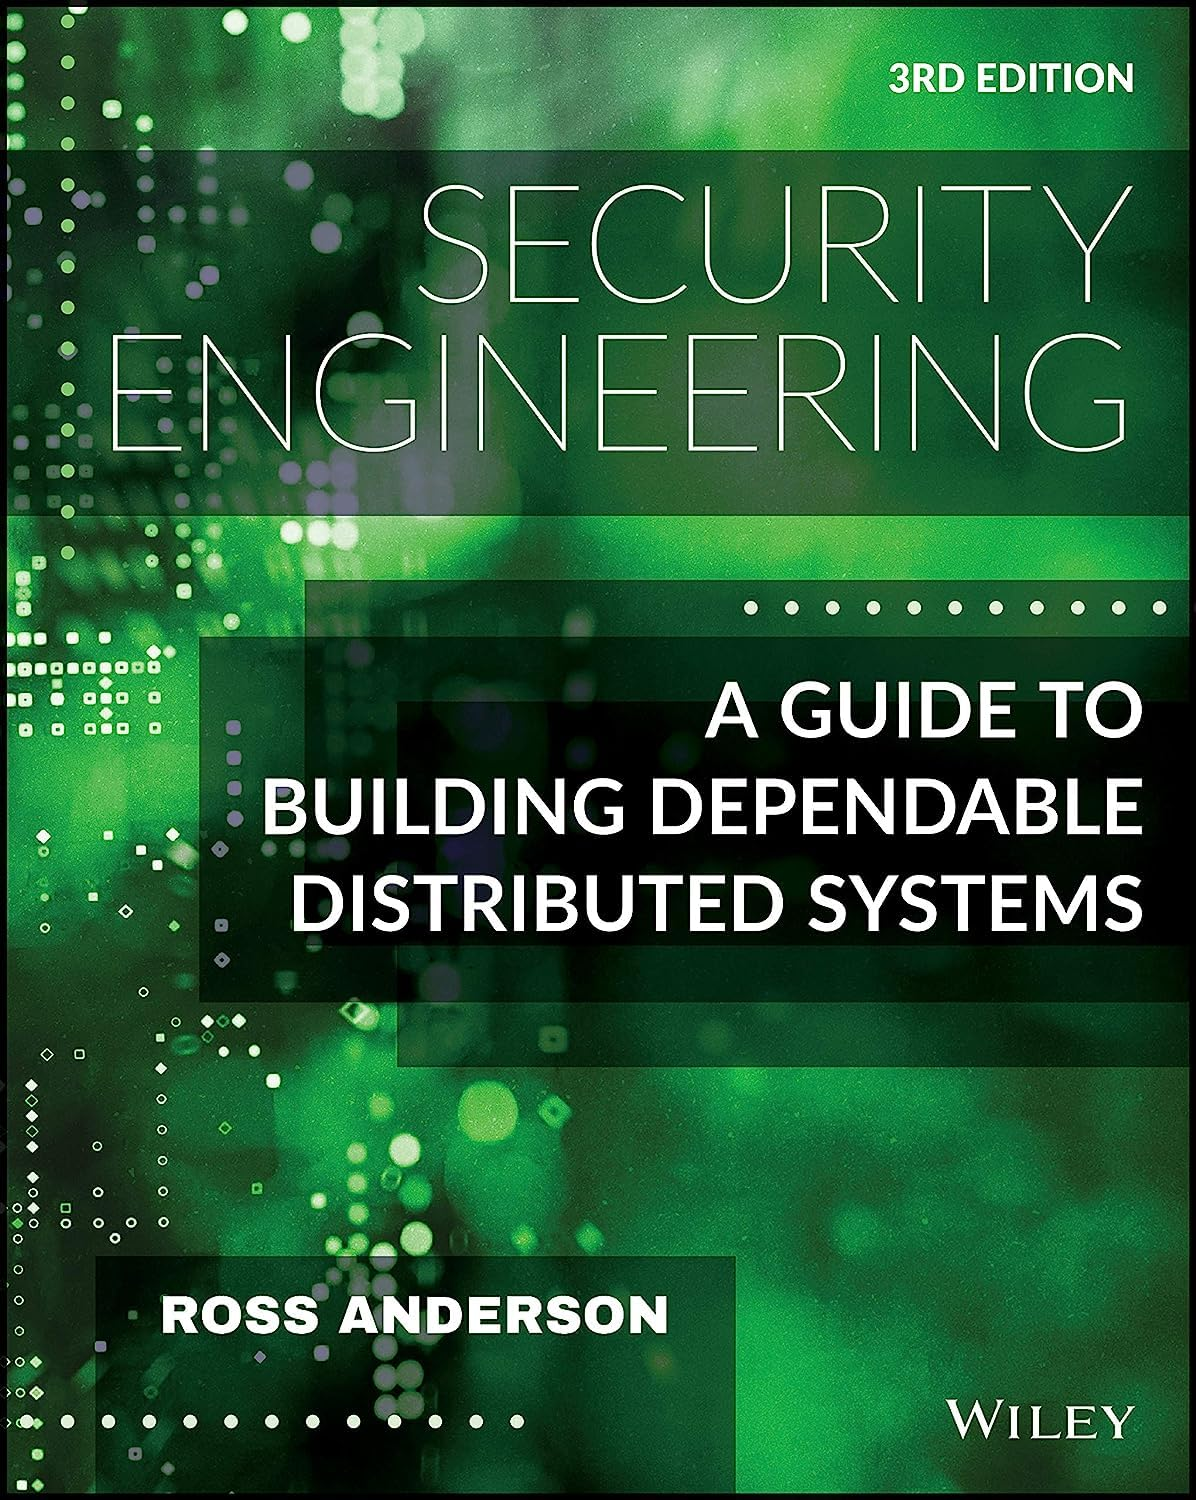 3RD EDITION
SECURITY
ENGINEERING
A GUIDE TO
BUILDING DEPENDABLE
DISTRIBUTED SYSTEMS
ROSS ANDERSON
WILEY